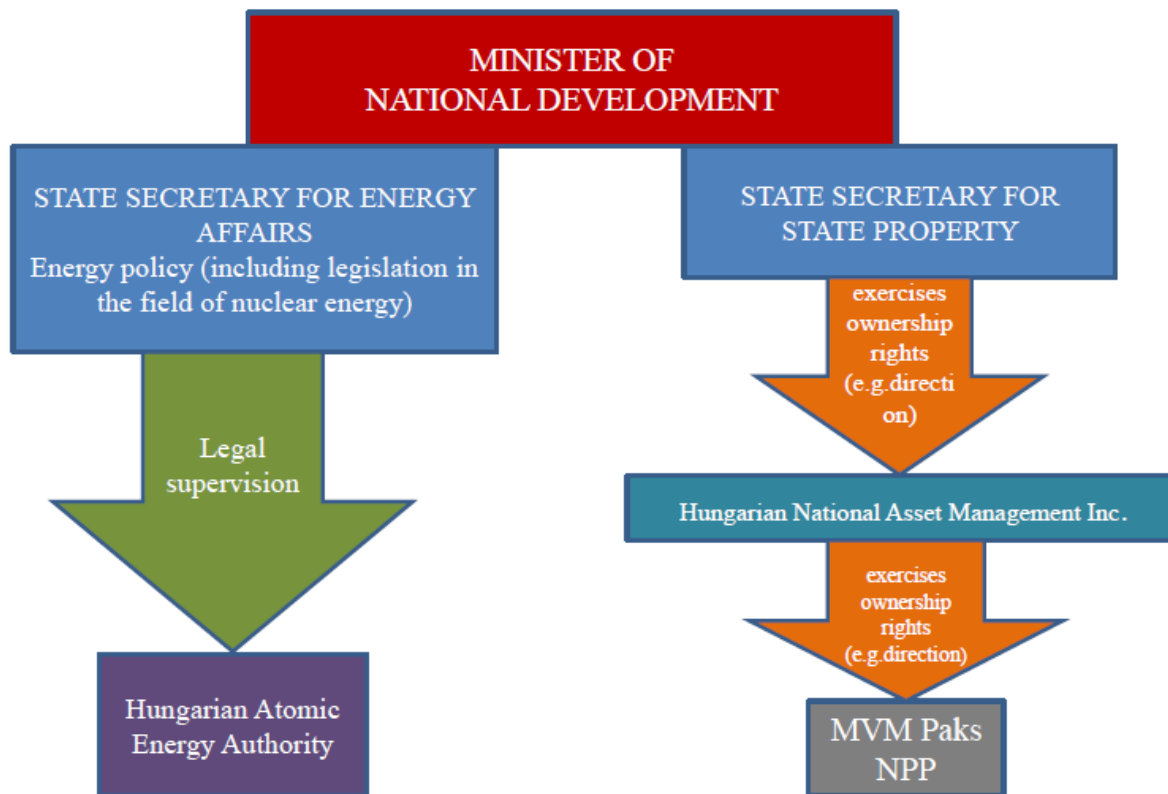 MINISTER OF
NATIONAL DEVELOPMENT
STATE SECRETARY FOR ENERGY
AFFAIRS
Energy policy (including legislation in
the field of nuclear energy)
STATE SECRETARY FOR
STATE PROPERTY
exercises
ownership
rights
(e.g.directi
on)
Legal
supervision
Hungarian National Asset Management Inc.
exercises
ownership
rights
(e.g.direction)
Hungarian Atomic
Energy Authority
MVM Paks
NPP